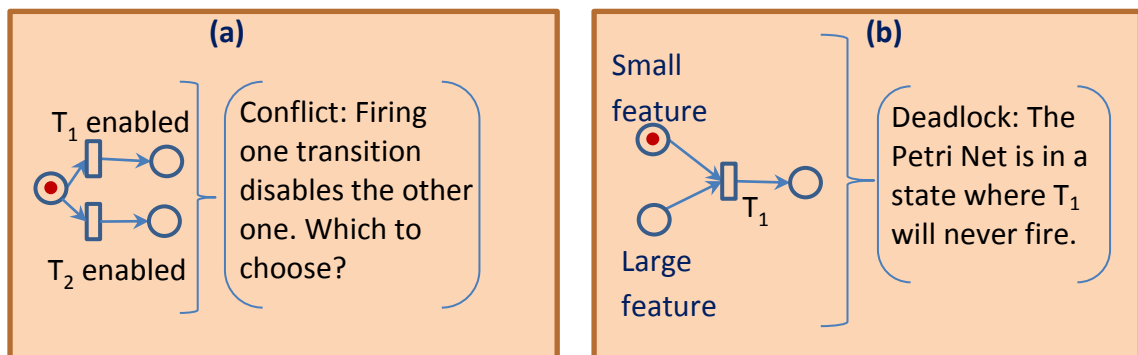 (a)
T₁ enabled
T₂ enabled
Conflict: Firing
one transition
disables the other
one. Which to
choose?
(b)
Small
feature
Large
feature
T₁
Deadlock: The
Petri Net is in a
state where T₁
will never fire.